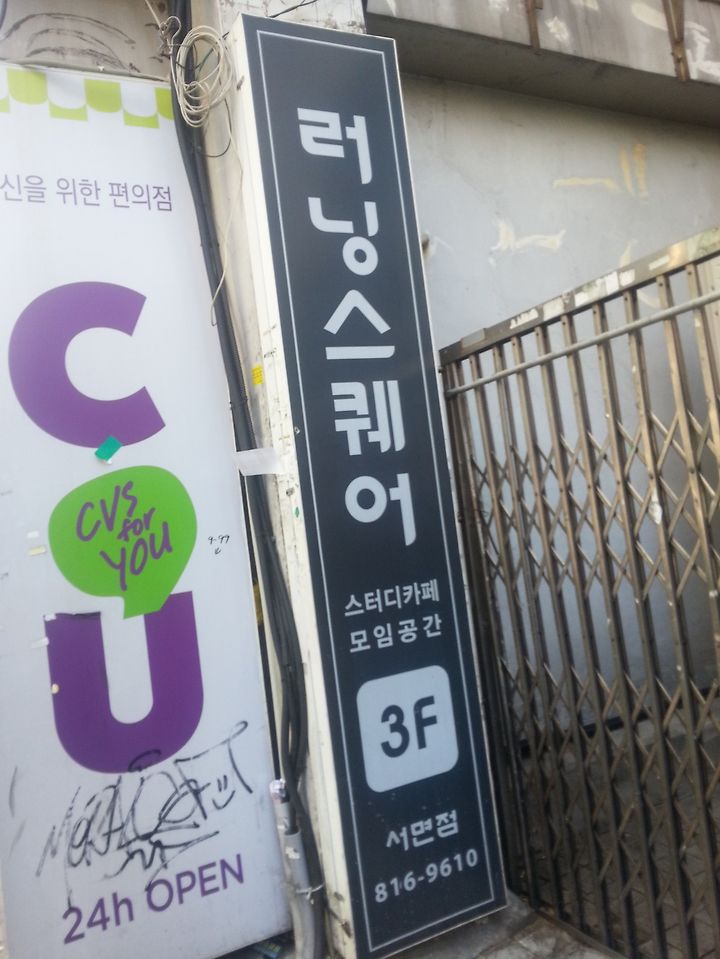 신을 위한 편의점
CU
CVS
for
YOU
24h OPEN
러닝스퀘어
스터디카페
모임공간
3F
서면점
816-9610